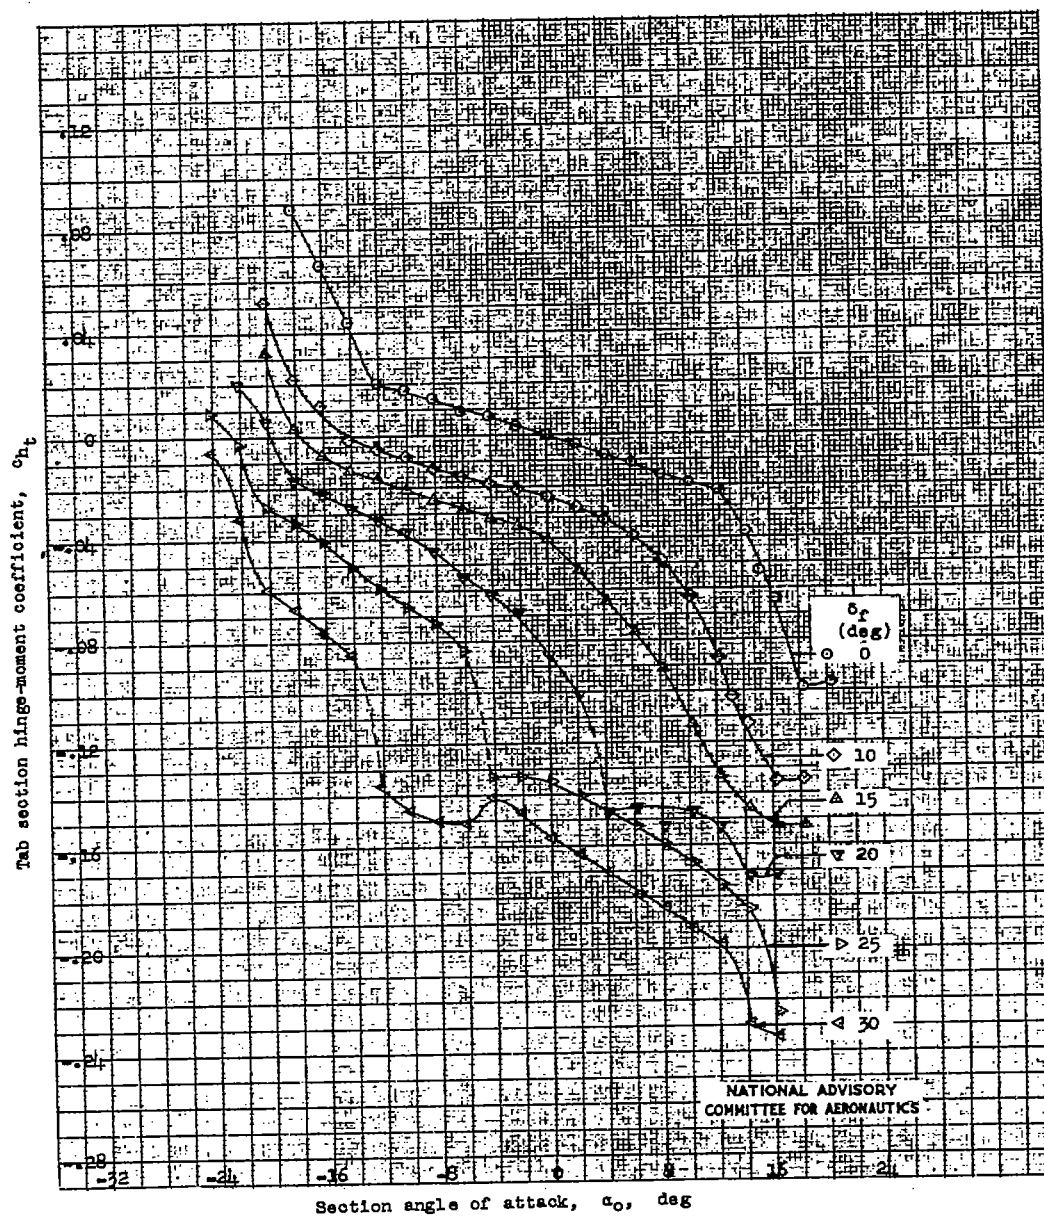 .12
.08
.04
0
-.04
-.08
-.12
-.16
-.20
-.24
-.28
Tab section hinge-moment coefficient, c_h_t
δ_f
(deg)
0
10
15
20
25
30
NATIONAL ADVISORY
COMMITTEE FOR AERONAUTICS
-32 -24 -16 -8 0 8 16 24
Section angle of attack, α_o, deg